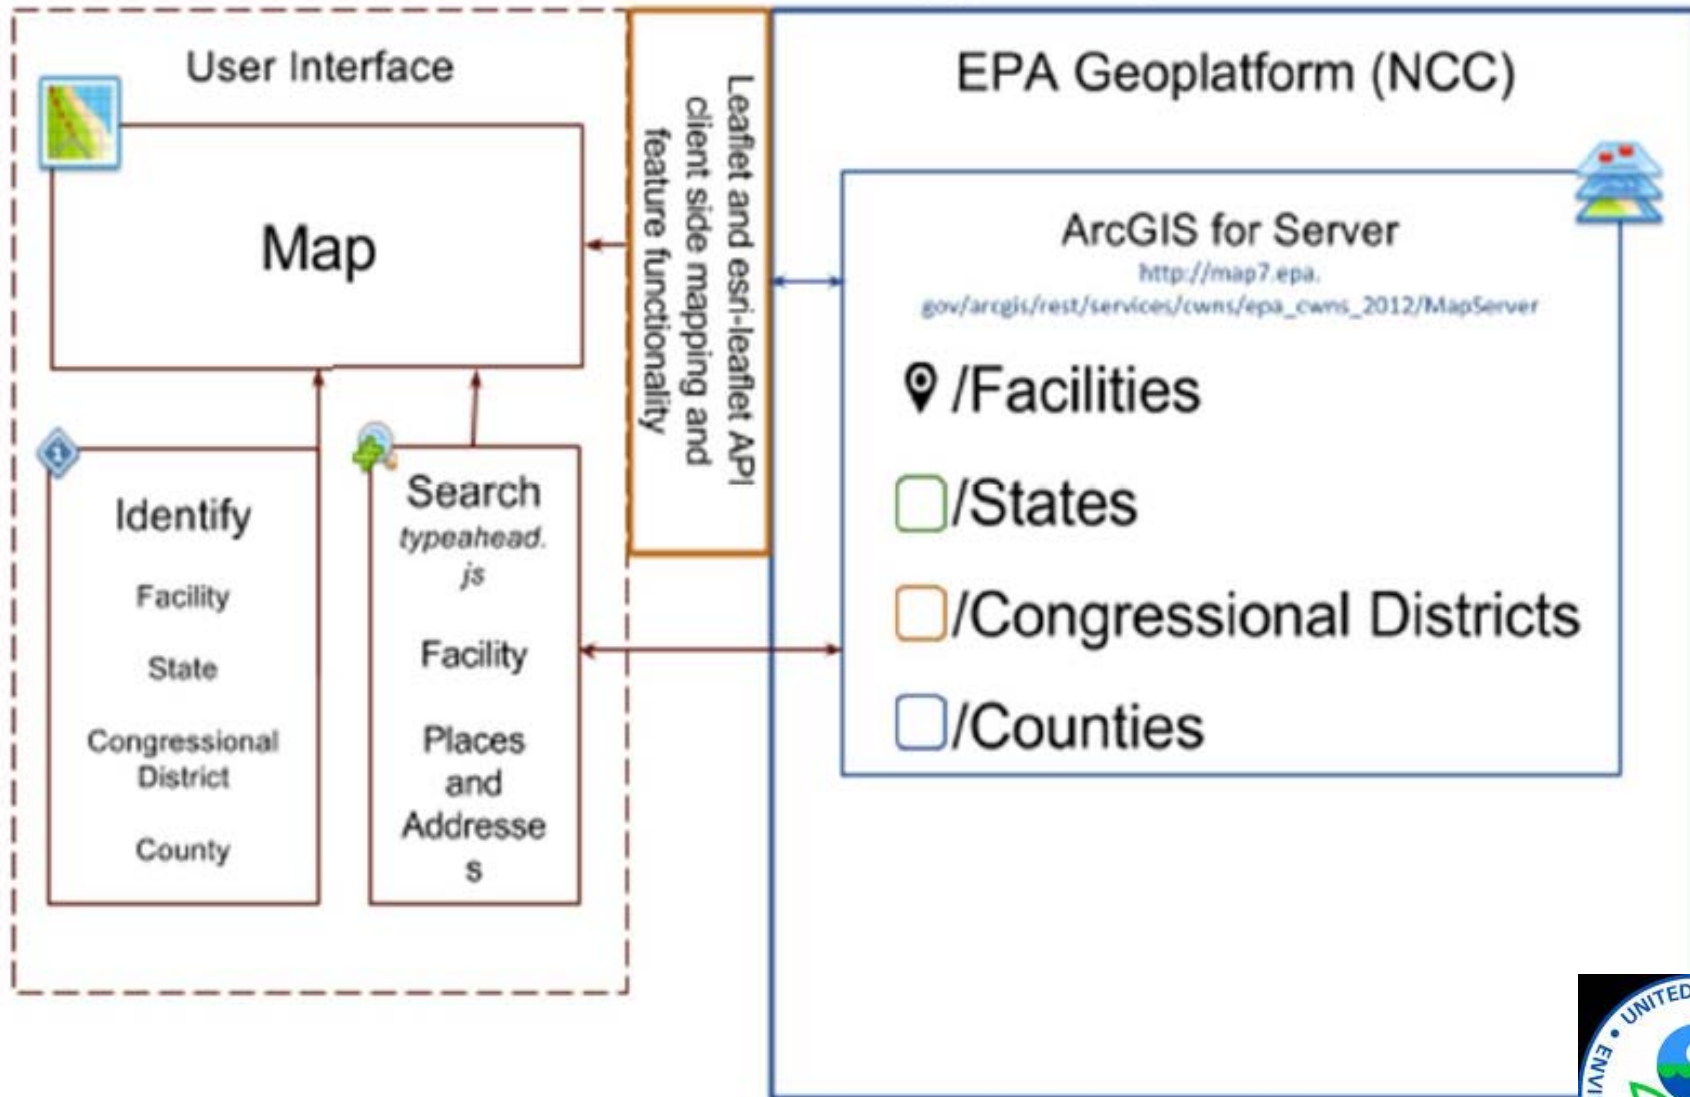 User Interface
Map
Identify
Facility
State
Congressional
District
County
Search
typeahead.
js
Facility
Places
and
Addresse
s
Leaflet and esri-leaflet API
client side mapping and
feature functionality
EPA Geoplatform (NCC)
ArcGIS for Server
http://map7.epa.
gov/arcgis/rest/services/cwns/epa_cwns_2012/MapServer
/Facilities
/States
/Congressional Districts
/Counties
UNITED
ENVI